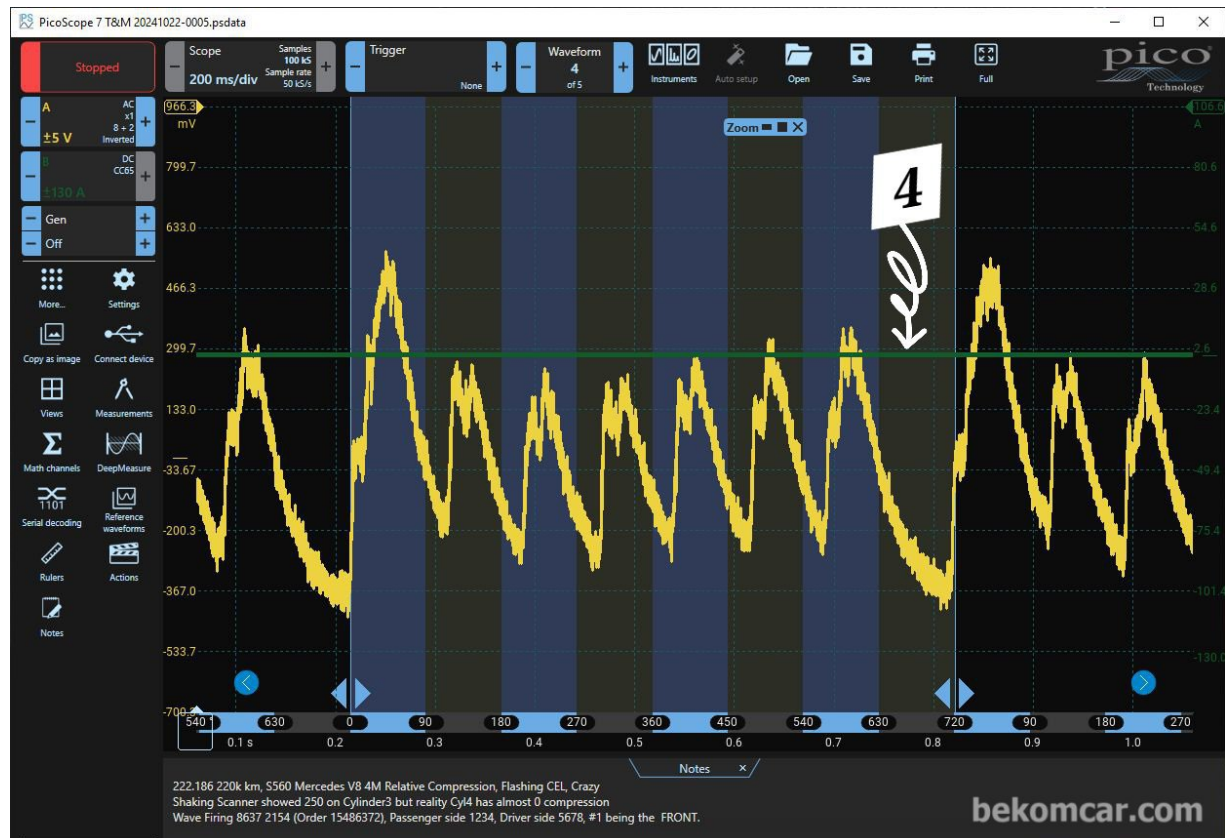 PicoScope 7 T&M 20241022-0005.psdata
Stopped
Scope
200 ms/div
Samples
100 kS
Sample rate
50 kS/s
Trigger
None
Waveform
4
of 5
Instruments
Auto setup
Open
Save
Print
Full
pico
Technology
A
±5 V
AC
x1
8 + 2
Inverted
B
±130 A
DC
CC65
Gen
Off
More...
Settings
Copy as image
Connect device
Views
Measurements
Math channels
DeepMeasure
Serial decoding
Reference
waveforms
Rulers
Actions
Notes
966.3
mV
799.7
633.0
466.3
299.7
133.0
-33.67
-200.3
-367.0
-533.7
Zoom
4
106.6
A
80.6
54.6
28.6
2.6
-23.4
-49.4
-75.4
-101.4
-130.0
540 630 0 90 180 270 360 450 540 630 720 90 180 270
0.1 s 0.2 0.3 0.4 0.5 0.6 0.7 0.8 0.9 1.0
Notes
222.186 220k km, S560 Mercedes V8 4M Relative Compression, Flashing CEL, Crazy
Shaking Scanner showed 250 on Cylinder3 but reality Cyl4 has almost 0 compression
Wave Firing 8637 2154 (Order 15486372), Passenger side 1234, Driver side 5678, #1 being the FRONT.
bekomcar.com